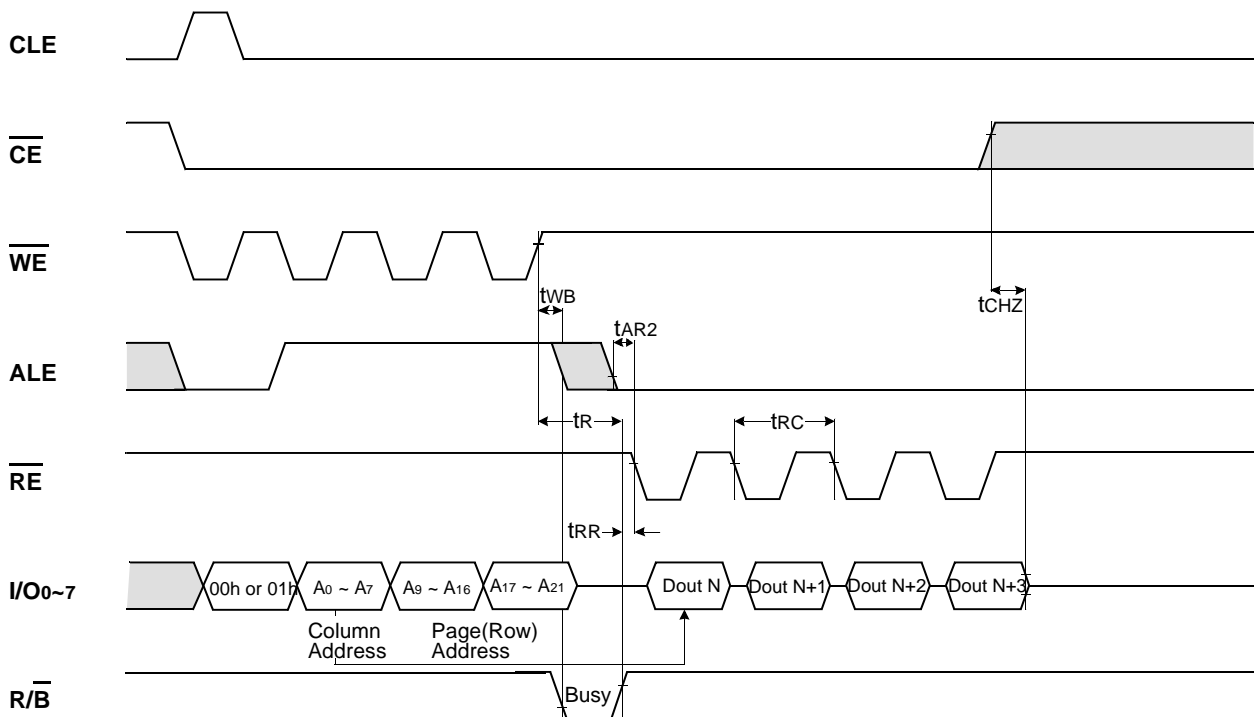 CLE
CE
WE
tWB
tCHZ
tAR2
ALE
tR
tRC
RE
tRR
I/O0~7
00h or 01h A0 ~ A7 A9 ~ A16 A17 ~ A21 Dout N Dout N+1 Dout N+2 Dout N+3
Column Address
Page(Row) Address
R/B
Busy